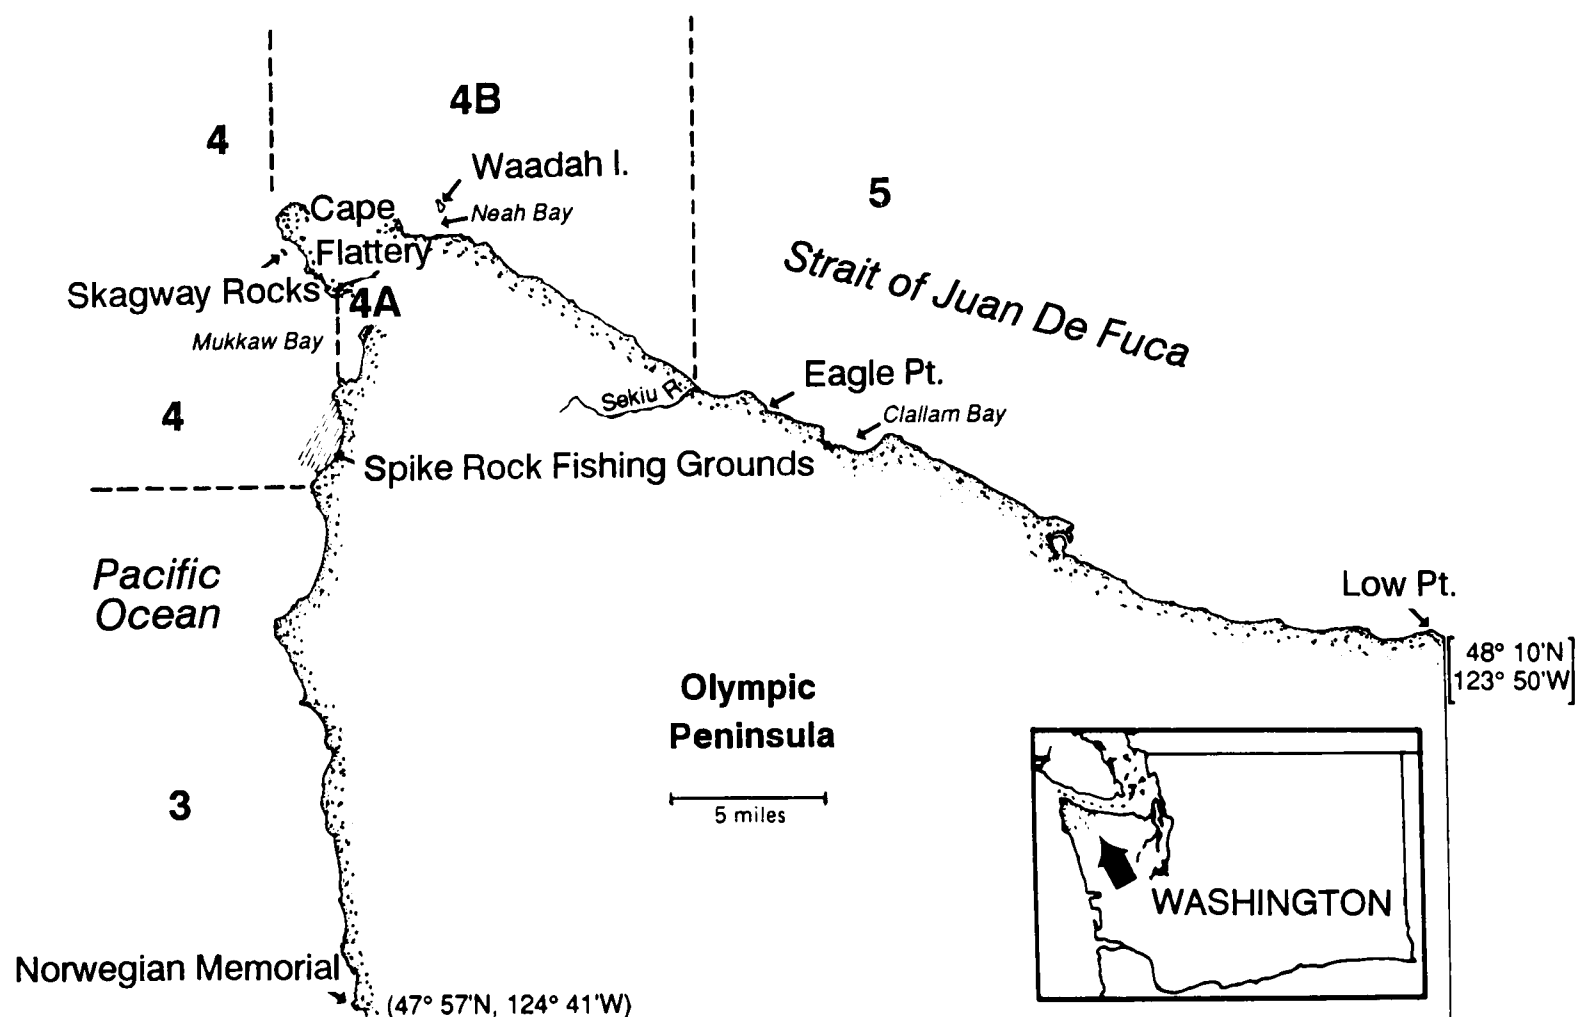 4B
4
Waadah I.
5
Cape
Neah Bay
Flattery
Strait of Juan De Fuca
Skagway Rocks
4A
Mukkaw Bay
Eagle Pt.
Sekiu R.
4
Clallam Bay
Spike Rock Fishing Grounds
Pacific
Ocean
Low Pt.
48° 10'N
123° 50'W
Olympic
Peninsula
3
5 miles
WASHINGTON
Norwegian Memorial
(47° 57'N, 124° 41'W)